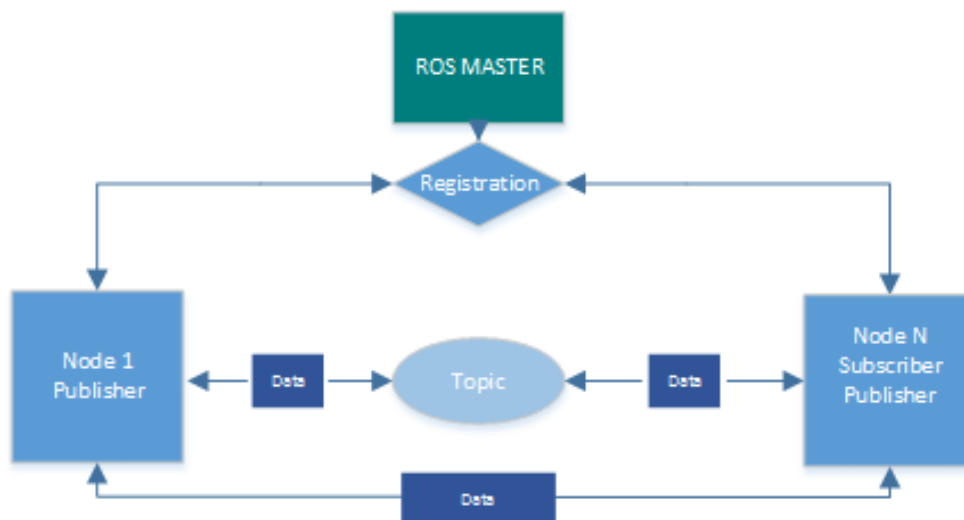 ROS MASTER
Registration
Node 1
Publisher
Data
Topic
Data
Node N
Subscriber
Publisher
Data